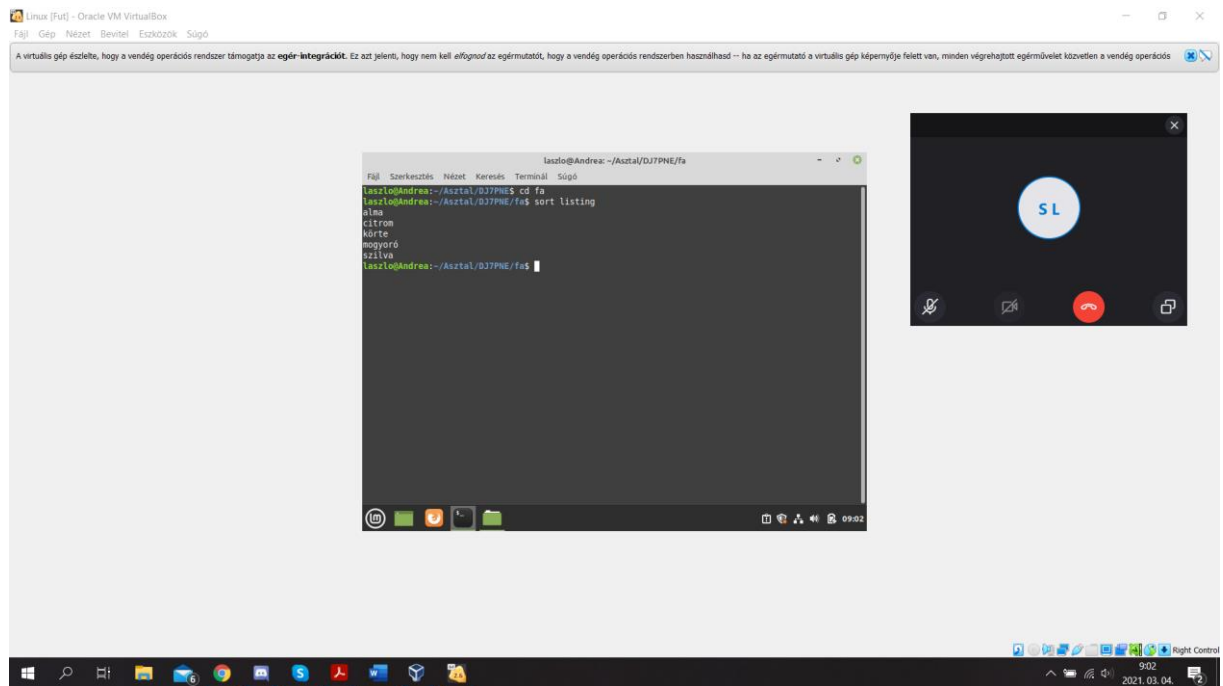 Linux [Fut] - Oracle VM VirtualBox
Fájl Gép Nézet Bevitel Eszközök Súgó
A virtuális gép észlelte, hogy a vendég operációs rendszer támogatja az egér-integrációt. Ez azt jelenti, hogy nem kell elfognod az egérmutatót, hogy a vendég operációs rendszerben használhasd -- ha az egérmutató a virtuális gép képernyője felett van, minden végrehajtott egérművelet közvetlen a vendég operációs
laszlo@Andrea: ~/Asztal/DJ7PNE/fa
Fájl Szerkesztés Nézet Keresés Terminál Súgó
laszlo@Andrea:~/Asztal/DJ7PNE$ cd fa
laszlo@Andrea:~/Asztal/DJ7PNE/fa$ sort listing
alma
citrom
körte
mogyoró
szilva
laszlo@Andrea:~/Asztal/DJ7PNE/fa$
S L
09:02
Right Control
6
9:02
2021. 03. 04.
2